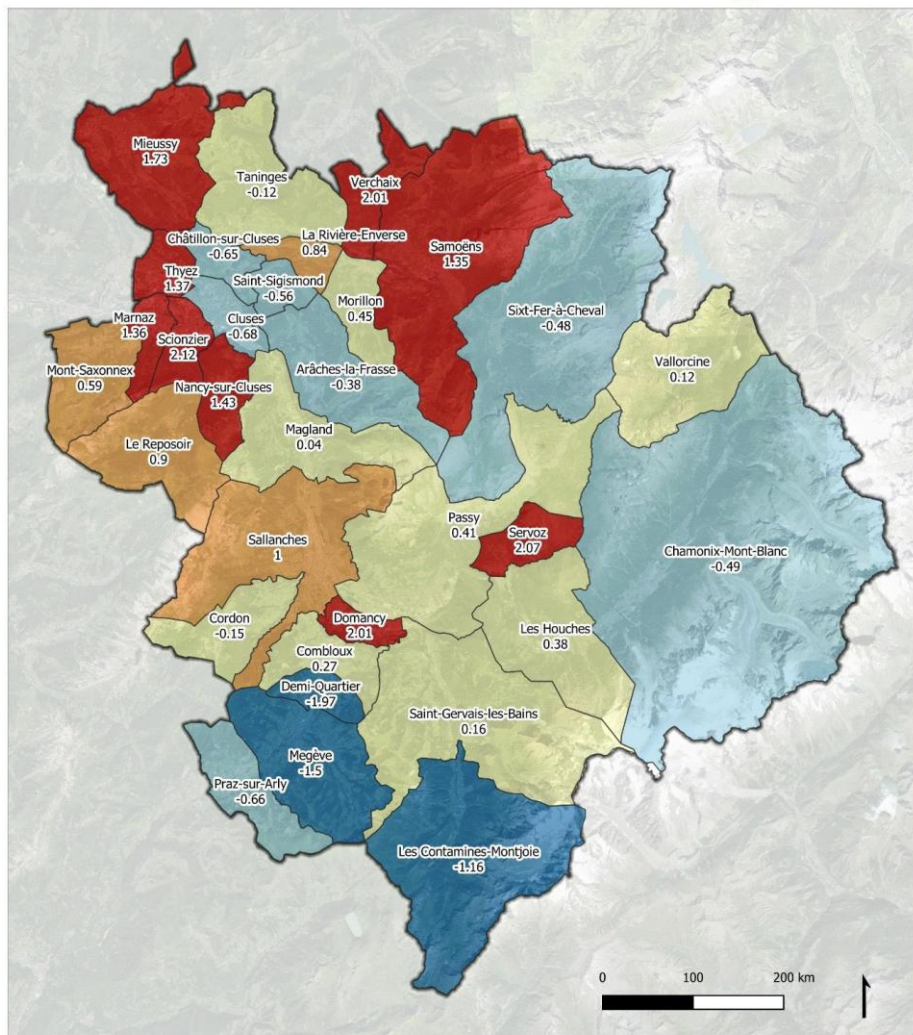 Mieussy
1.73
Taninges
-0.12
Verchaix
2.01
Châtillon-sur-Cluses
-0.65
La Rivière-Enverse
0.84
Samoëns
1.35
Thyez
1.37
Saint-Sigismond
-0.56
Morillon
0.45
Sixt-Fer-à-Cheval
-0.48
Marnaz
1.36
Cluses
-0.68
Scionzier
2.12
Vallorcine
0.12
Mont-Saxonnex
0.59
Nancy-sur-Cluses
1.43
Arâches-la-Frasse
-0.38
Magland
0.04
Le Reposoir
0.9
Passy
0.41
Servoz
2.07
Sallanches
1
Chamonix-Mont-Blanc
-0.49
Cordon
-0.15
Domancy
2.01
Les Houches
0.38
Combloux
0.27
Demi-Quartier
-1.97
Saint-Gervais-les-Bains
0.16
Megève
-1.5
Praz-sur-Arly
-0.66
Les Contamines-Montjoie
-1.16
0 100 200 km